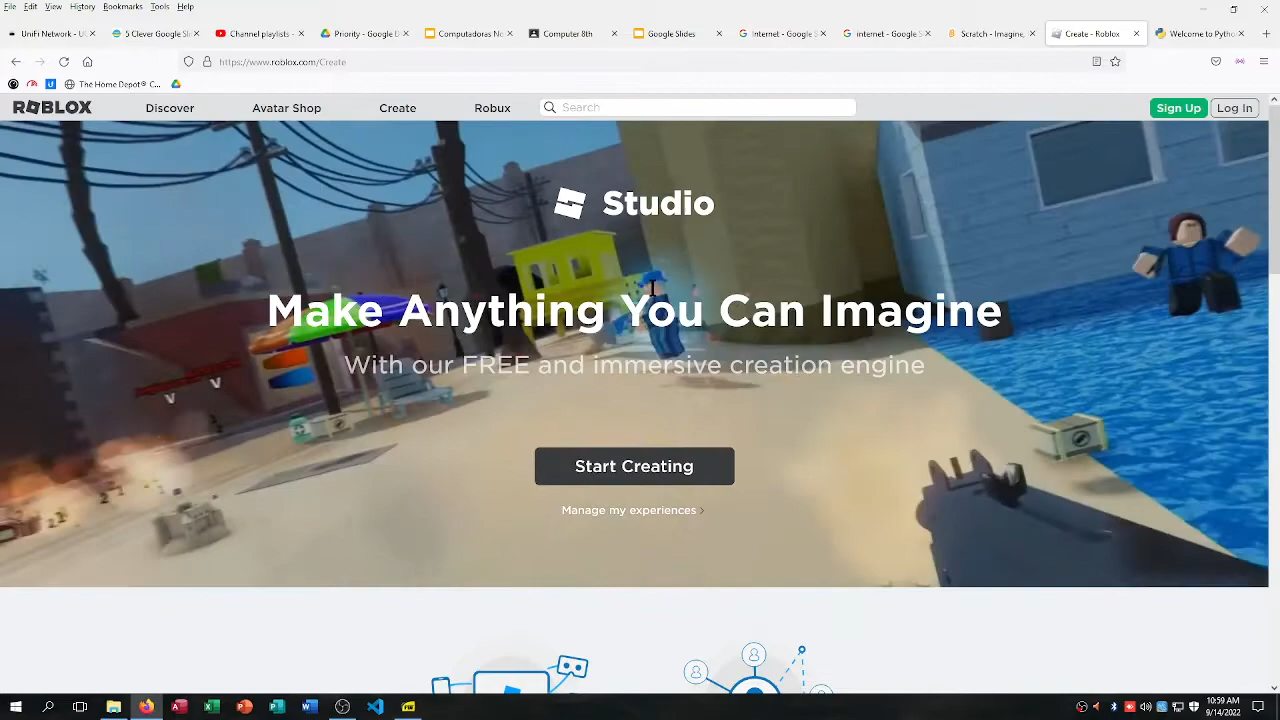 File Edit View History Bookmarks Tools Help
UniFi Network - U
5 Clever Google Sli
Channel playlists -
Priority - Google D
Computadoras No
Computer 8th
Google Slides
Internet - Google S
internet - Google S
Scratch - Imagine,
Create - Roblox
Welcome to Pytho
https://www.roblox.com/Create
The Home Depot® C...
ROBLOX
Discover
Avatar Shop
Create
Robux
Search
Sign Up
Log In
Studio
Make Anything You Can Imagine
With our FREE and immersive creation engine
Start Creating
Manage my experiences >
10:59 AM
9/14/2022